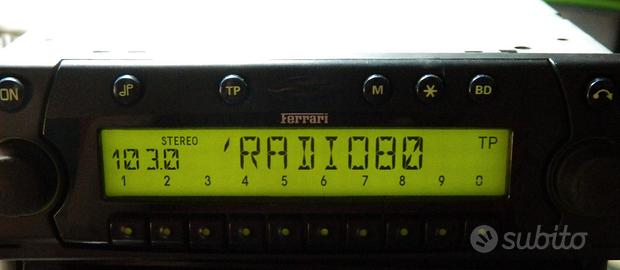 ON TP M * BD
Ferrari
STEREO TP
103.0 'RADIO80
1 2 3 4 5 6 7 8 9 0
subito